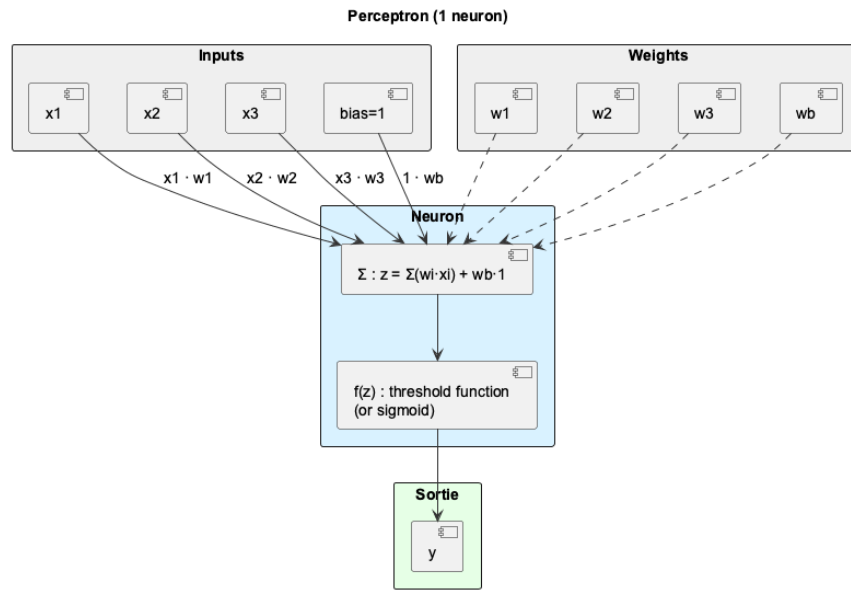 Perceptron (1 neuron)
Inputs
Weights
x1
x2
x3
bias=1
w1
w2
w3
wb
x1 · w1
x2 · w2
x3 · w3
1 · wb
Neuron
Σ : z = Σ(wi·xi) + wb·1
f(z) : threshold function
(or sigmoid)
Sortie
y